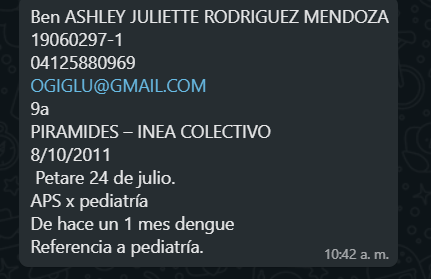 Ben ASHLEY JULIETTE RODRIGUEZ MENDOZA
19060297-1
04125880969
OGIGLU@GMAIL.COM
9a
PIRAMIDES – INEA COLECTIVO
8/10/2011
Petare 24 de julio.
APS x pediatría
De hace un 1 mes dengue
Referencia a pediatría.
10:42 a. m.